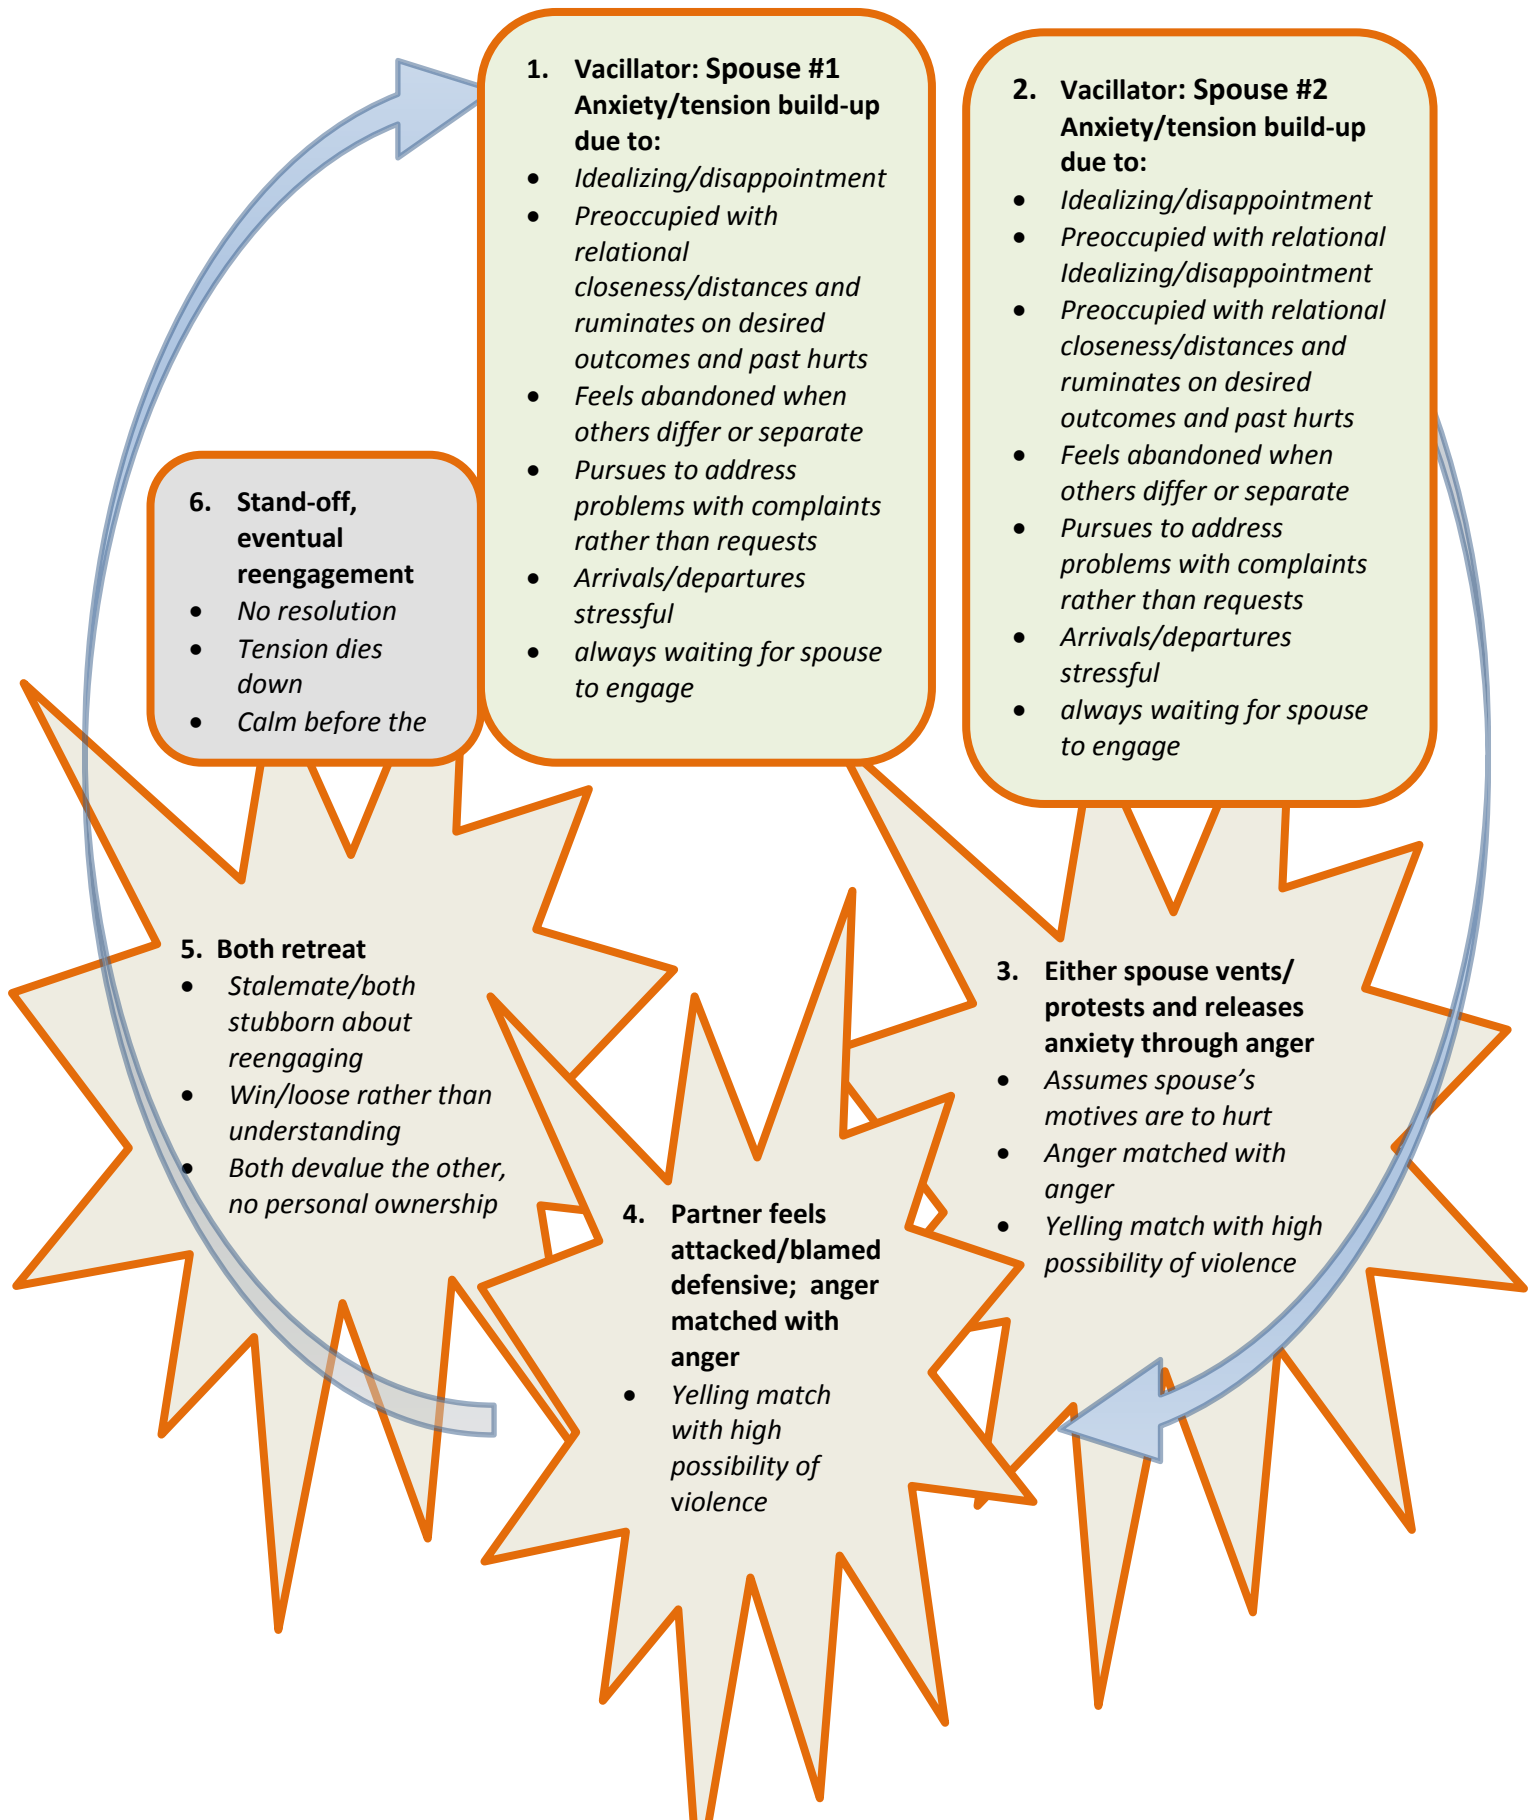 1. Vacillator: Spouse #1
Anxiety/tension build-up
due to:
• Idealizing/disappointment
• Preoccupied with
relational
closeness/distances and
ruminates on desired
outcomes and past hurts
• Feels abandoned when
others differ or separate
• Pursues to address
problems with complaints
rather than requests
• Arrivals/departures
stressful
• always waiting for spouse
to engage
2. Vacillator: Spouse #2
Anxiety/tension build-up
due to:
• Idealizing/disappointment
• Preoccupied with relational
Idealizing/disappointment
• Preoccupied with relational
closeness/distances and
ruminates on desired
outcomes and past hurts
• Feels abandoned when
others differ or separate
• Pursues to address
problems with complaints
rather than requests
• Arrivals/departures
stressful
• always waiting for spouse
to engage
3. Either spouse vents/
protests and releases
anxiety through anger
• Assumes spouse’s
motives are to hurt
• Anger matched with
anger
• Yelling match with high
possibility of violence
4. Partner feels
attacked/blamed
defensive; anger
matched with
anger
• Yelling match
with high
possibility of
violence
5. Both retreat
• Stalemate/both
stubborn about
reengaging
• Win/loose rather than
understanding
• Both devalue the other,
no personal ownership
6. Stand-off,
eventual
reengagement
• No resolution
• Tension dies
down
• Calm before the